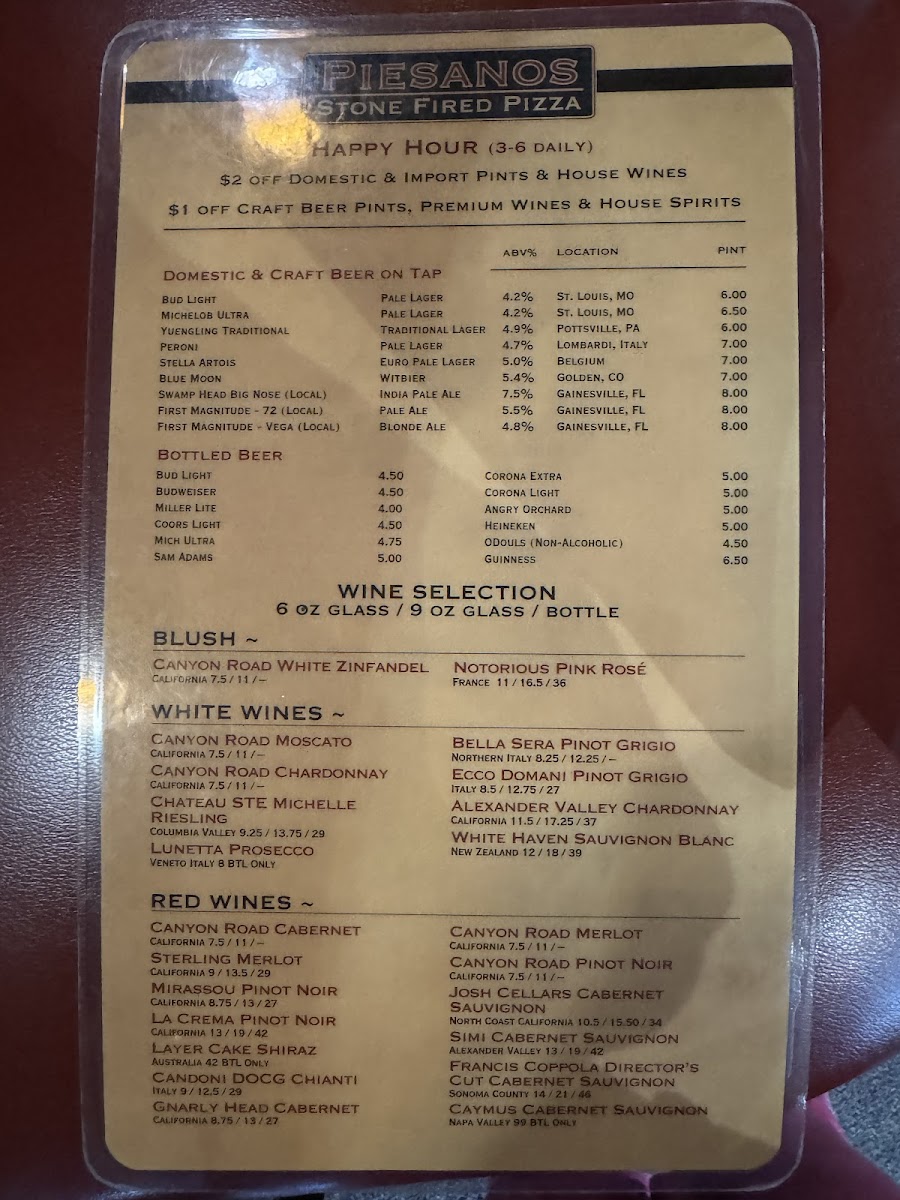 PIESANOS
STONE FIRED PIZZA
HAPPY HOUR (3-6 DAILY)
$2 OFF DOMESTIC & IMPORT PINTS & HOUSE WINES
$1 OFF CRAFT BEER PINTS, PREMIUM WINES & HOUSE SPIRITS
ABV% LOCATION PINT
DOMESTIC & CRAFT BEER ON TAP
BUD LIGHT PALE LAGER 4.2% ST. LOUIS, MO 6.00
MICHELOB ULTRA PALE LAGER 4.2% ST. LOUIS, MO 6.50
YUENGLING TRADITIONAL TRADITIONAL LAGER 4.9% POTTSVILLE, PA 6.00
PERONI PALE LAGER 4.7% LOMBARDI, ITALY 7.00
STELLA ARTOIS EURO PALE LAGER 5.0% BELGIUM 7.00
BLUE MOON WITBIER 5.4% GOLDEN, CO 7.00
SWAMP HEAD BIG NOSE (LOCAL) INDIA PALE ALE 7.5% GAINESVILLE, FL 8.00
FIRST MAGNITUDE - 72 (LOCAL) PALE ALE 5.5% GAINESVILLE, FL 8.00
FIRST MAGNITUDE - VEGA (LOCAL) BLONDE ALE 4.8% GAINESVILLE, FL 8.00
BOTTLED BEER
BUD LIGHT 4.50 CORONA EXTRA 5.00
BUDWEISER 4.50 CORONA LIGHT 5.00
MILLER LITE 4.00 ANGRY ORCHARD 5.00
COORS LIGHT 4.50 HEINEKEN 5.00
MICH ULTRA 4.75 ODOULS (NON-ALCOHOLIC) 4.50
SAM ADAMS 5.00 GUINNESS 6.50
WINE SELECTION
6 OZ GLASS / 9 OZ GLASS / BOTTLE
BLUSH ~
CANYON ROAD WHITE ZINFANDEL
CALIFORNIA 7.5 / 11 / –
NOTORIOUS PINK ROSÉ
FRANCE 11 / 16.5 / 36
WHITE WINES ~
CANYON ROAD MOSCATO
CALIFORNIA 7.5 / 11 / –
CANYON ROAD CHARDONNAY
CALIFORNIA 7.5 / 11 / –
CHATEAU STE MICHELLE
RIESLING
COLUMBIA VALLEY 9.25 / 13.75 / 29
LUNETTA PROSECCO
VENETO ITALY 8 BTL ONLY
BELLA SERA PINOT GRIGIO
NORTHERN ITALY 8.25 / 12.25 / –
ECCO DOMANI PINOT GRIGIO
ITALY 8.5 / 12.75 / 27
ALEXANDER VALLEY CHARDONNAY
CALIFORNIA 11.5 / 17.25 / 37
WHITE HAVEN SAUVIGNON BLANC
NEW ZEALAND 12 / 18 / 39
RED WINES ~
CANYON ROAD CABERNET
CALIFORNIA 7.5 / 11 / –
STERLING MERLOT
CALIFORNIA 9 / 13.5 / 29
MIRASSOU PINOT NOIR
CALIFORNIA 8.75 / 13 / 27
LA CREMA PINOT NOIR
CALIFORNIA 13 / 19 / 42
LAYER CAKE SHIRAZ
AUSTRALIA 42 BTL ONLY
CANDONI DOCG CHIANTI
ITALY 9 / 12.5 / 29
GNARLY HEAD CABERNET
CALIFORNIA 8.75 / 13 / 27
CANYON ROAD MERLOT
CALIFORNIA 7.5 / 11 / –
CANYON ROAD PINOT NOIR
CALIFORNIA 7.5 / 11 / –
JOSH CELLARS CABERNET
SAUVIGNON
NORTH COAST CALIFORNIA 10.5 / 15.50 / 34
SIMI CABERNET SAUVIGNON
ALEXANDER VALLEY 13 / 19 / 42
FRANCIS COPPOLA DIRECTOR'S
CUT CABERNET SAUVIGNON
SONOMA COUNTY 14 / 21 / 46
CAYMUS CABERNET SAUVIGNON
NAPA VALLEY 99 BTL ONLY